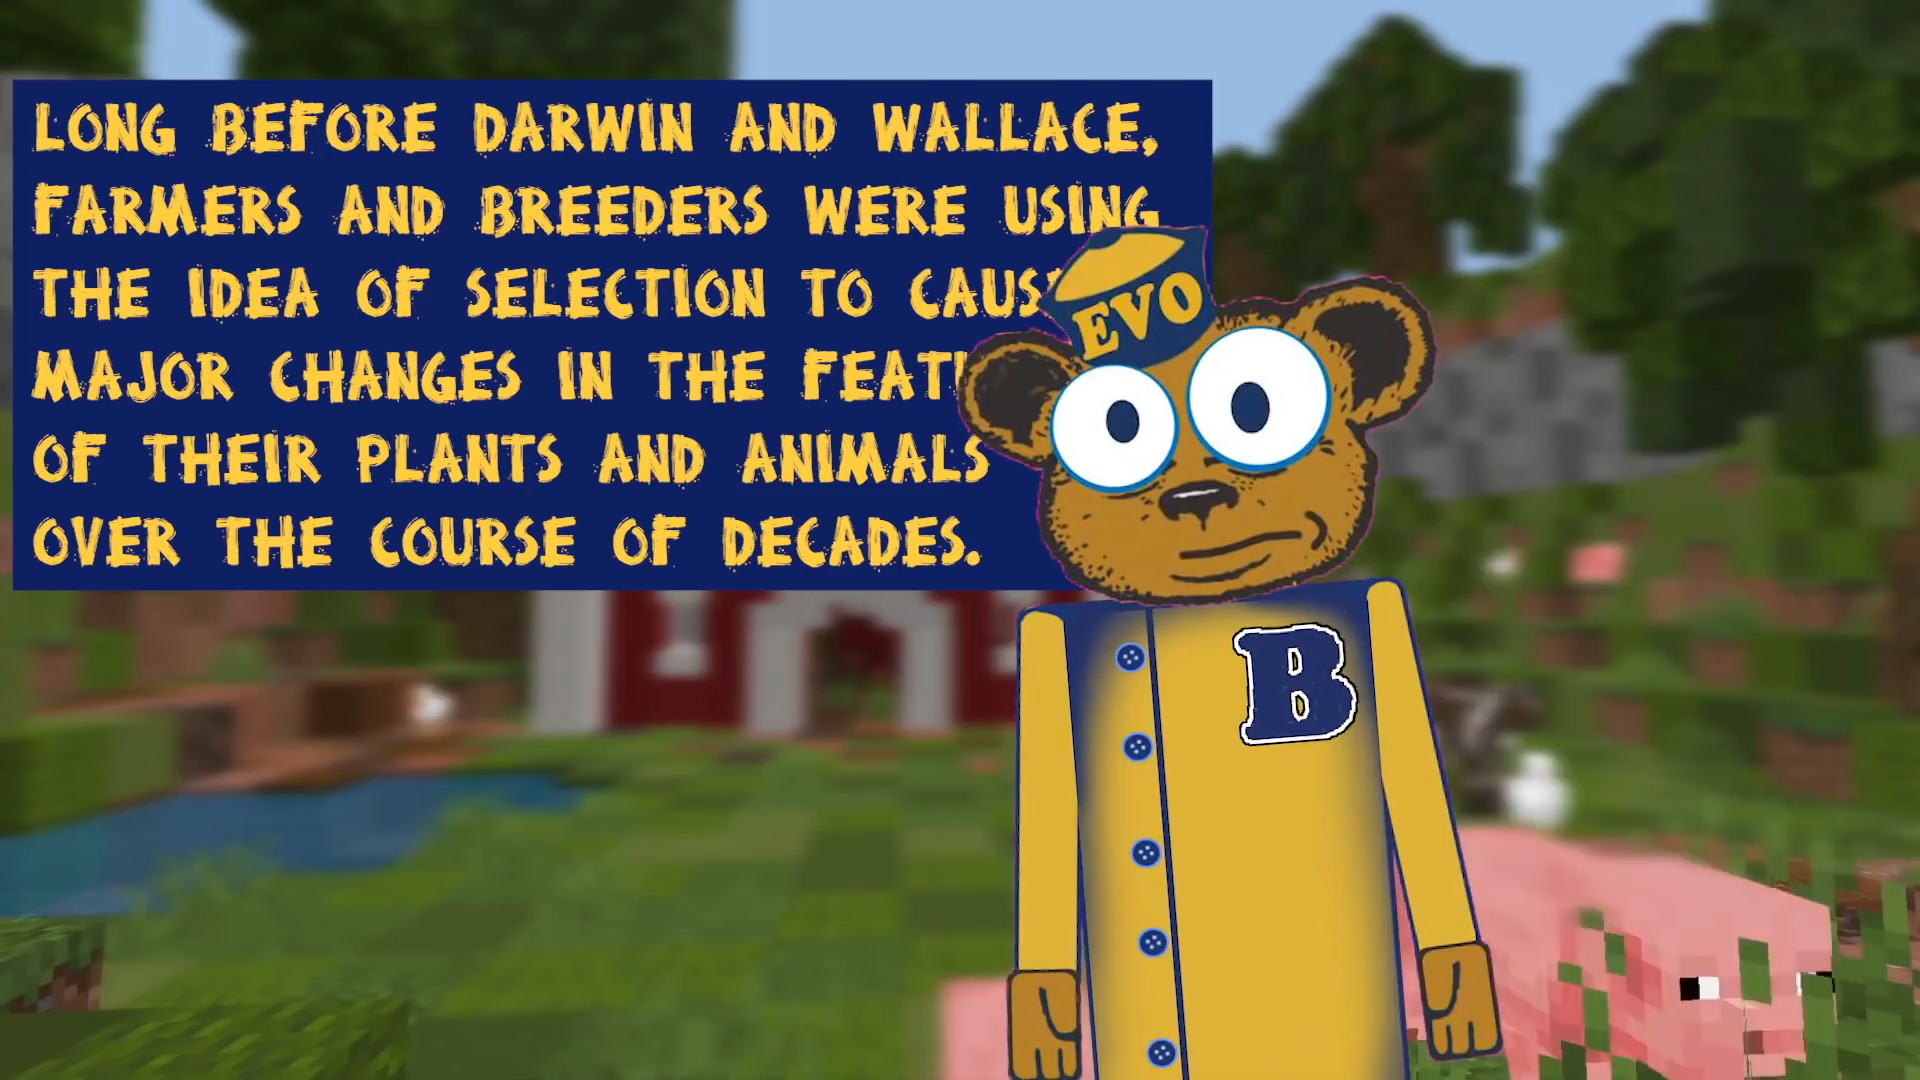 LONG BEFORE DARWIN AND WALLACE,
FARMERS AND BREEDERS WERE USING
THE IDEA OF SELECTION TO
MAJOR CHANGES IN THE
OF THEIR PLANTS AND ANIMALS
OVER THE COURSE OF DECADES.
EVO
B